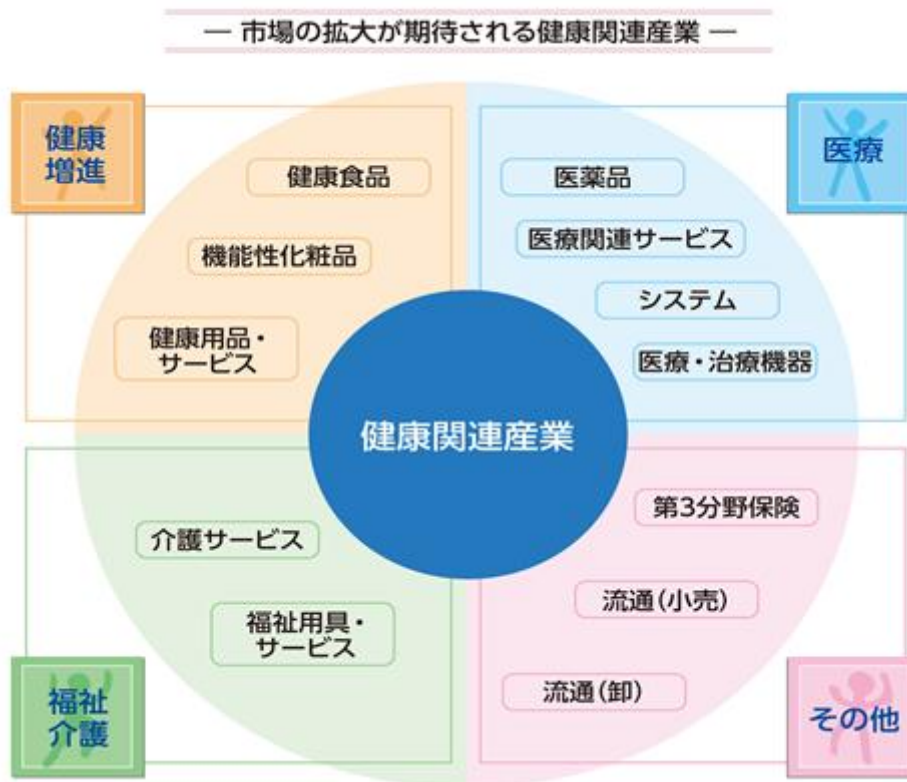 ― 市場の拡大が期待される健康関連産業 ―
健康
増進
健康食品
機能性化粧品
健康用品・
サービス
医療
医薬品
医療関連サービス
システム
医療・治療機器
健康関連産業
介護サービス
福祉用具・
サービス
福祉
介護
第3分野保険
流通(小売)
流通(卸)
その他